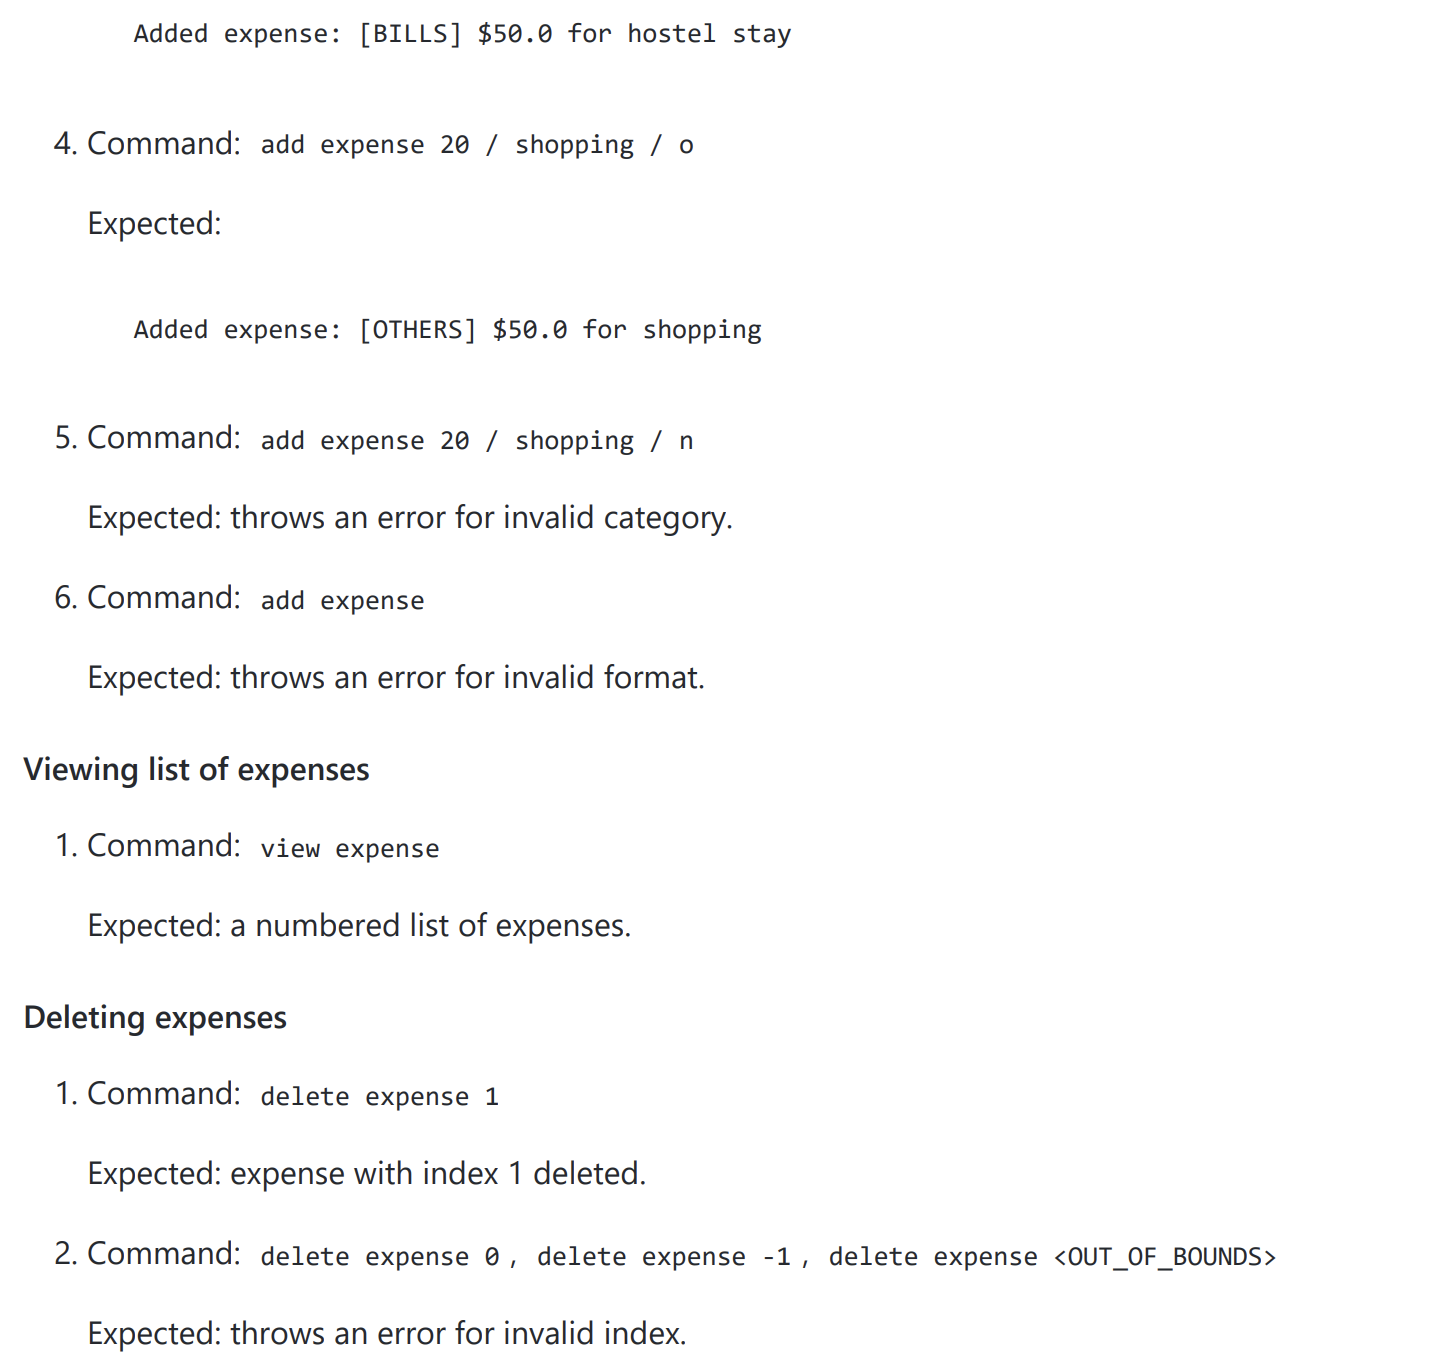 Added expense: [BILLS] $50.0 for hostel stay
4. Command: add expense 20 / shopping / o
Expected:
Added expense: [OTHERS] $50.0 for shopping
5. Command: add expense 20 / shopping / n
Expected: throws an error for invalid category.
6. Command: add expense
Expected: throws an error for invalid format.
Viewing list of expenses
1. Command: view expense
Expected: a numbered list of expenses.
Deleting expenses
1. Command: delete expense 1
Expected: expense with index 1 deleted.
2. Command: delete expense 0 , delete expense -1 , delete expense <OUT_OF_BOUNDS>
Expected: throws an error for invalid index.